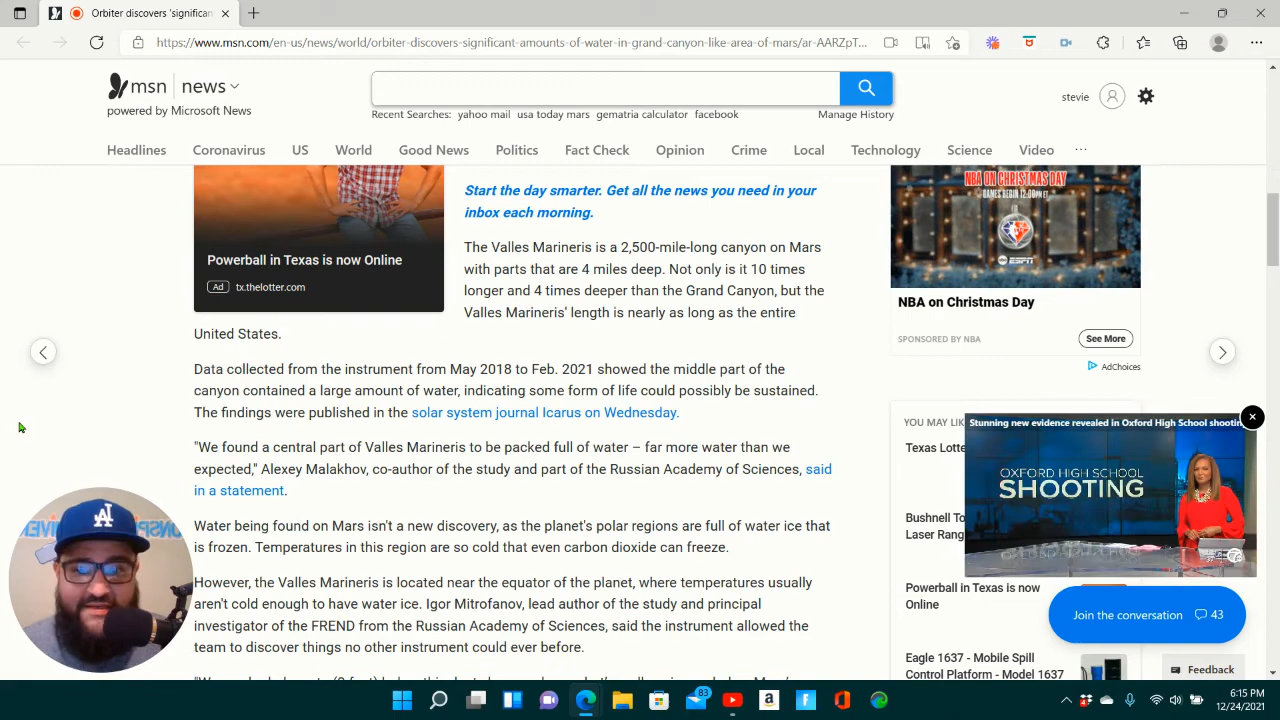 Orbiter discovers 'significan
https://www.msn.com/en-us/news/world/orbiter-discovers-significant-amounts-of-water-in-grand-canyon-like-area-of-mars/ar-AARZpT...
msn | news
powered by Microsoft News
Recent Searches: yahoo mail usa today mars gematria calculator facebook
Manage History
stevie
Headlines Coronavirus US World Good News Politics Fact Check Opinion Crime Local Technology Science Video ...
Powerball in Texas is now Online
Ad tx.thelotter.com
Start the day smarter. Get all the news you need in your
inbox each morning.
The Valles Marineris is a 2,500-mile-long canyon on Mars
with parts that are 4 miles deep. Not only is it 10 times
longer and 4 times deeper than the Grand Canyon, but the
Valles Marineris' length is nearly as long as the entire
United States.
Data collected from the instrument from May 2018 to Feb. 2021 showed the middle part of the
canyon contained a large amount of water, indicating some form of life could possibly be sustained.
The findings were published in the solar system journal Icarus on Wednesday.
"We found a central part of Valles Marineris to be packed full of water – far more water than we
expected," Alexey Malakhov, co-author of the study and part of the Russian Academy of Sciences, said
in a statement.
Water being found on Mars isn't a new discovery, as the planet's polar regions are full of water ice that
is frozen. Temperatures in this region are so cold that even carbon dioxide can freeze.
However, the Valles Marineris is located near the equator of the planet, where temperatures usually
aren't cold enough to have water ice. Igor Mitrofanov, lead author of the study and principal
investigator of the FREND from the Russian Academy of Sciences, said the instrument allowed the
team to discover things no other instrument could ever before.
NBA ON CHRISTMAS DAY
GAMES BEGIN 12:00PM ET
ESPN
NBA on Christmas Day
SPONSORED BY NBA
See More
AdChoices
YOU MAY LIK
Texas Lotte
Bushnell To
Laser Rang
Powerball in Texas is now
Online
Eagle 1637 - Mobile Spill
Control Platform - Model 1637
Stunning new evidence revealed in Oxford High School shootin
OXFORD HIGH SCHOOL
SHOOTING
Join the conversation 43
Feedback
LA
83
6:15 PM
12/24/2021